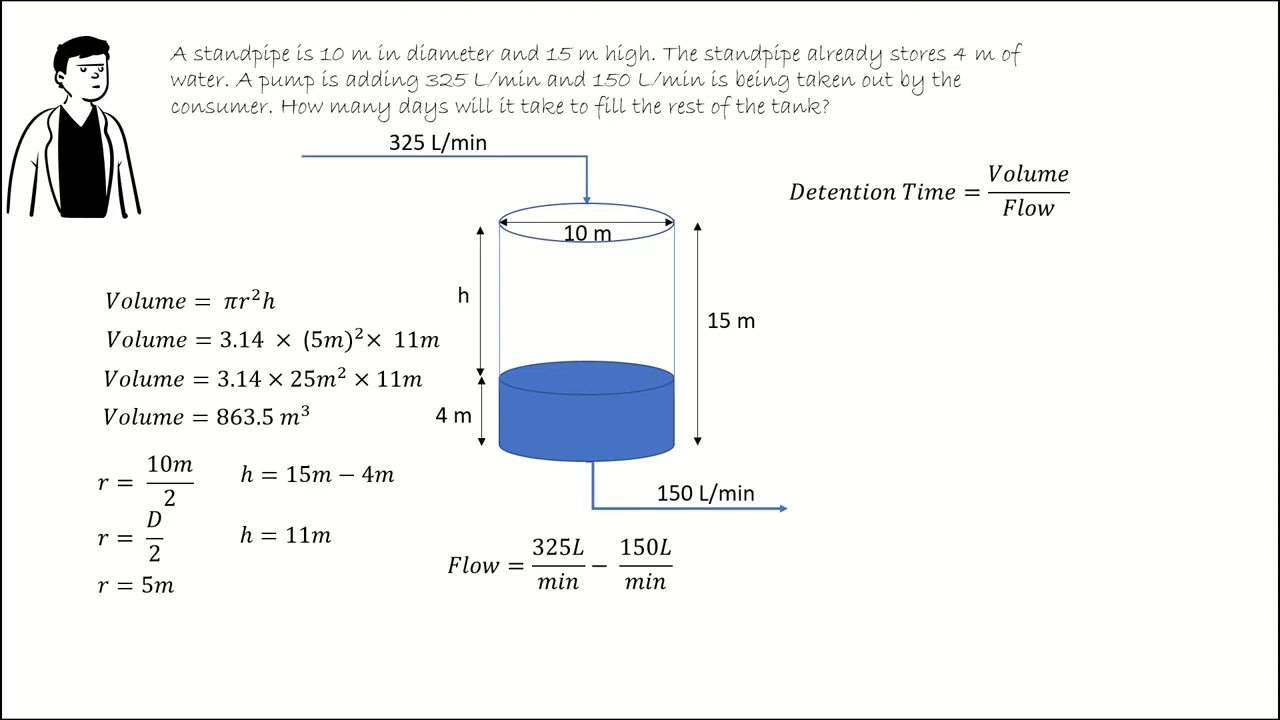 A standpipe is 10 m in diameter and 15 m high. The standpipe already stores 4 m of
water. A pump is adding 325 L/min and 150 L/min is being taken out by the
consumer. How many days will it take to fill the rest of the tank?
325 L/min
Detention Time = Volume / Flow
10 m
h
15 m
Volume = πr²h
Volume = 3.14 × (5m)² × 11m
Volume = 3.14 × 25m² × 11m
Volume = 863.5 m³
4 m
r = 10m / 2
h = 15m − 4m
r = D / 2
h = 11m
r = 5m
150 L/min
Flow = 325L / min − 150L / min